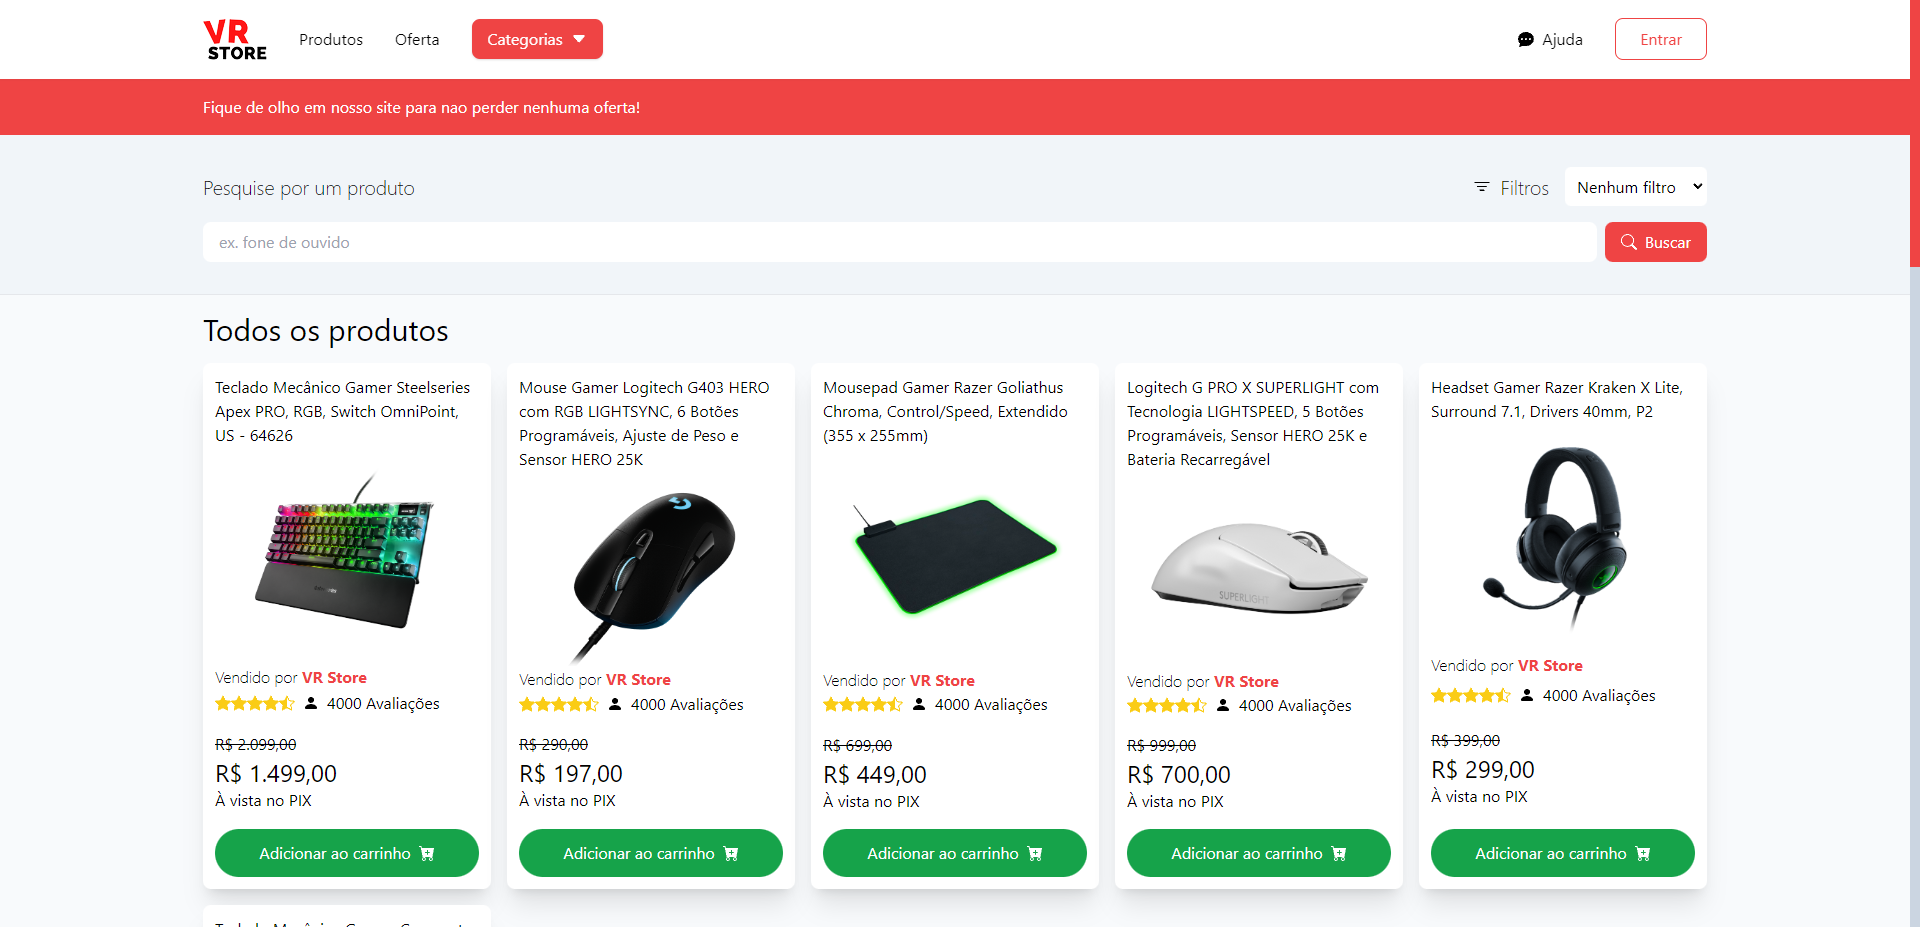 VR
STORE
Produtos
Oferta
Categorias
Ajuda
Entrar
Fique de olho em nosso site para nao perder nenhuma oferta!
Pesquise por um produto
Filtros
Nenhum filtro
ex. fone de ouvido
Buscar
Todos os produtos
Teclado Mecânico Gamer Steelseries
Apex PRO, RGB, Switch OmniPoint,
US - 64626
Vendido por VR Store
4000 Avaliações
R$ 2.099,00
R$ 1.499,00
À vista no PIX
Adicionar ao carrinho
Mouse Gamer Logitech G403 HERO
com RGB LIGHTSYNC, 6 Botões
Programáveis, Ajuste de Peso e
Sensor HERO 25K
Vendido por VR Store
4000 Avaliações
R$ 290,00
R$ 197,00
À vista no PIX
Adicionar ao carrinho
Mousepad Gamer Razer Goliathus
Chroma, Control/Speed, Extendido
(355 x 255mm)
Vendido por VR Store
4000 Avaliações
R$ 699,00
R$ 449,00
À vista no PIX
Adicionar ao carrinho
Logitech G PRO X SUPERLIGHT com
Tecnologia LIGHTSPEED, 5 Botões
Programáveis, Sensor HERO 25K e
Bateria Recarregável
SUPERLIGHT
Vendido por VR Store
4000 Avaliações
R$ 999,00
R$ 700,00
À vista no PIX
Adicionar ao carrinho
Headset Gamer Razer Kraken X Lite,
Surround 7.1, Drivers 40mm, P2
Vendido por VR Store
4000 Avaliações
R$ 399,00
R$ 299,00
À vista no PIX
Adicionar ao carrinho
Teclado Mecânico Gamer